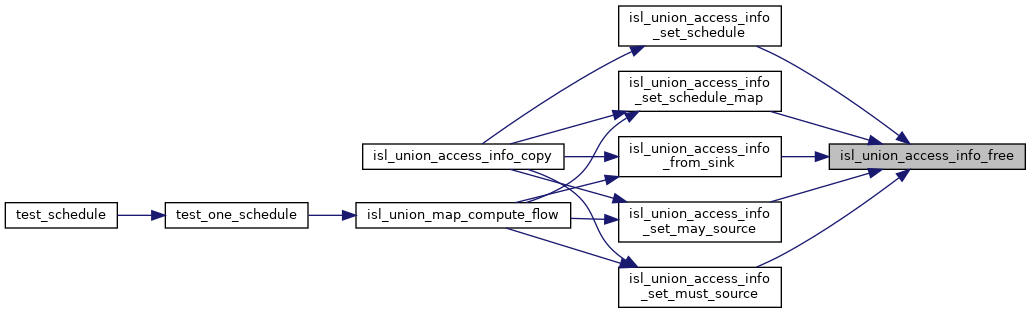 isl_union_access_info
_set_schedule
isl_union_access_info
_set_schedule_map
isl_union_access_info_copy
isl_union_access_info
_from_sink
isl_union_access_info_free
test_schedule
test_one_schedule
isl_union_map_compute_flow
isl_union_access_info
_set_may_source
isl_union_access_info
_set_must_source